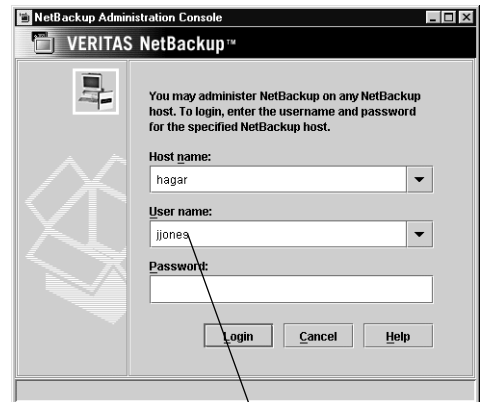 NetBackup Administration Console
VERITAS NetBackup™
You may administer NetBackup on any NetBackup
host. To login, enter the username and password
for the specified NetBackup host.
Host name:
hagar
User name:
jjones
Password:
Login Cancel Help